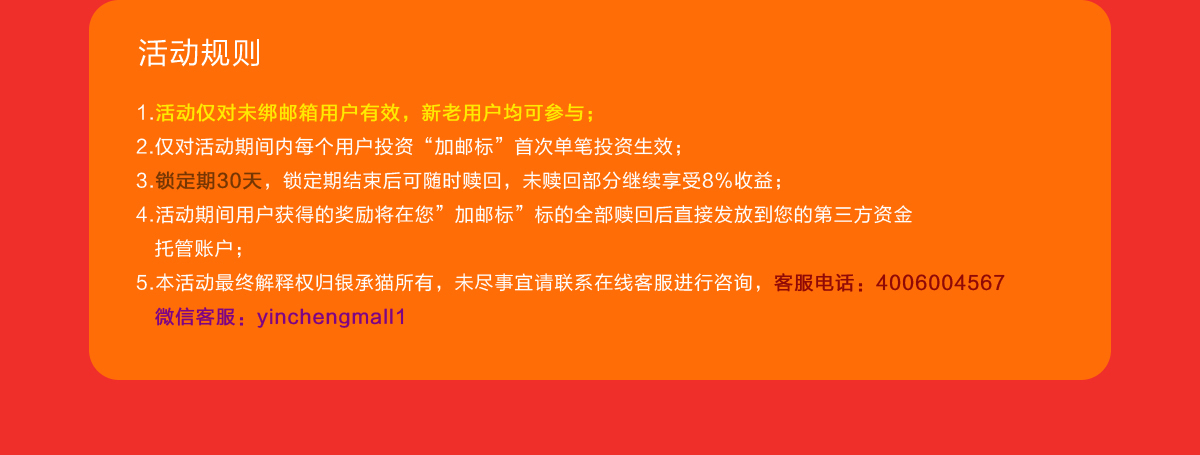 活动规则
1.活动仅对未绑邮箱用户有效，新老用户均可参与；
2.仅对活动期间内每个用户投资“加邮标”首次单笔投资生效；
3.锁定期30天，锁定期结束后可随时赎回，未赎回部分继续享受8%收益；
4.活动期间用户获得的奖励将在您”加邮标”标的全部赎回后直接发放到您的第三方资金
托管账户；
5.本活动最终解释权归银承猫所有，未尽事宜请联系在线客服进行咨询，客服电话：4006004567
微信客服：yinchengmall1